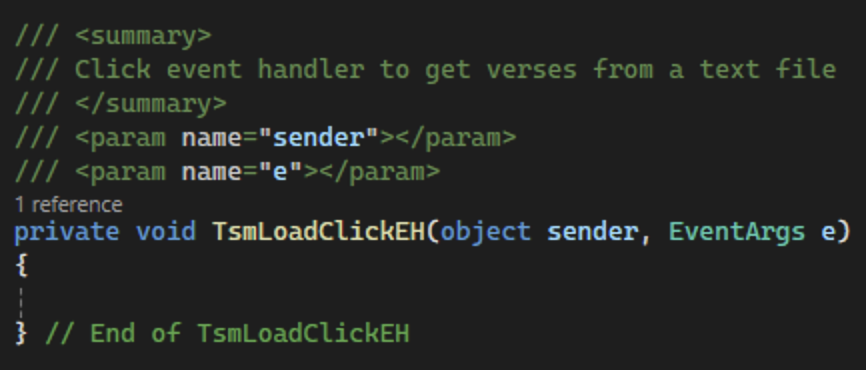 /// <summary>
/// Click event handler to get verses from a text file
/// </summary>
/// <param name="sender"></param>
/// <param name="e"></param>
1 reference
private void TsmLoadClickEH(object sender, EventArgs e)
{
} // End of TsmLoadClickEH